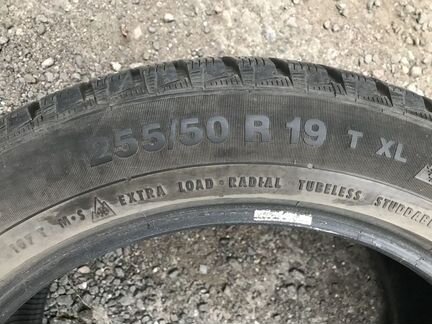 255/50 R 19 T XL
107 T M+S EXTRA LOAD · RADIAL TUBELESS STUDDABLE